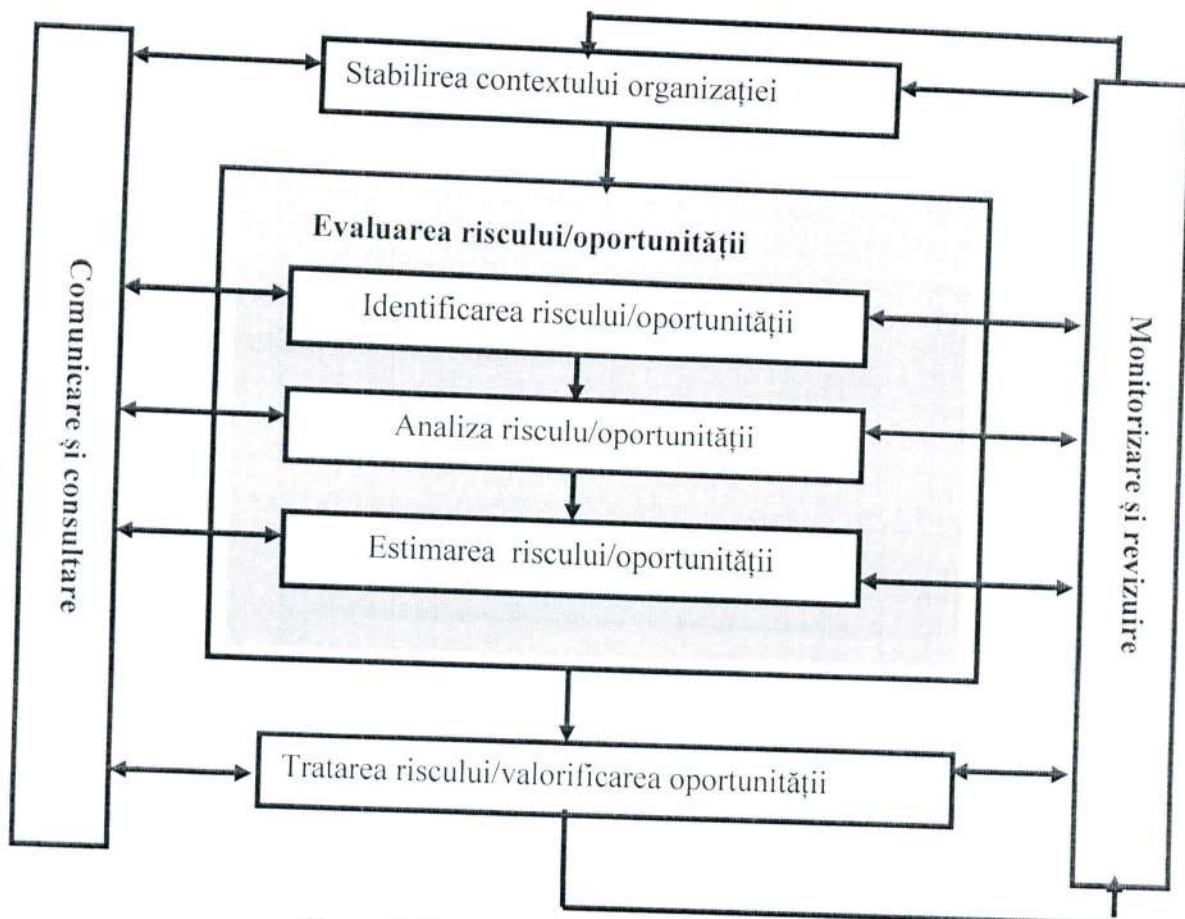 Stabilirea contextului organizației
Evaluarea riscului/oportunității
Identificarea riscului/oportunității
Analiza risculu/oportunității
Estimarea riscului/oportunității
Tratarea riscului/valorificarea oportunității
Comunicare și consultare
Monitorizare și revizuire